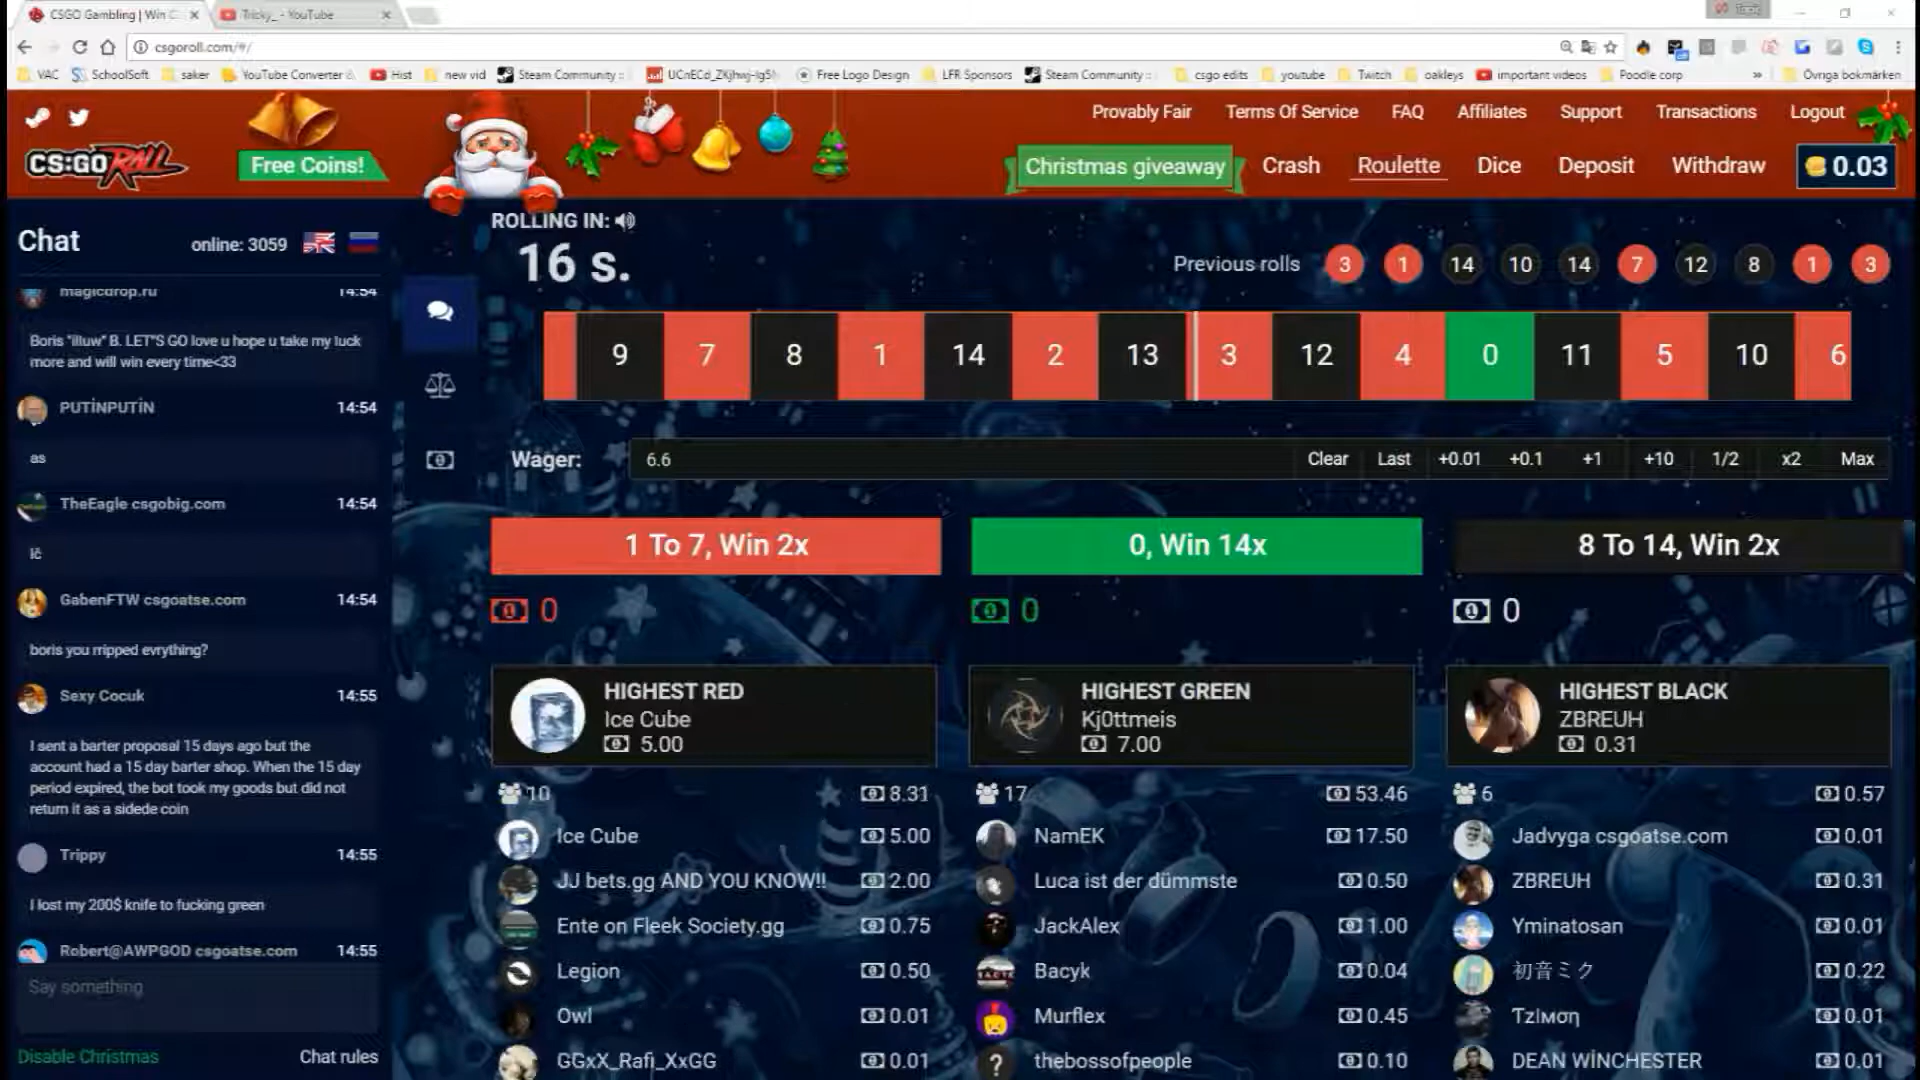 CSGO Gambling | Win C
Tricky_ - YouTube
csgoroll.com/#/
VAC
SchoolSoft
saker
YouTube Converter &
Hist
new vid
Steam Community ::
Free Logo Design
LFR Sponsors
Steam Community ::
csgo edits
youtube
Twitch
oakleys
important videos
Poodle corp
»
Övriga bokmärken
Provably Fair
Terms Of Service
FAQ
Affiliates
Support
Transactions
Logout
CS:GO ROLL
Free Coins!
Christmas giveaway
Crash
Roulette
Dice
Deposit
Withdraw
0.03
Chat
online: 3059
magicdrop.ru 14:54
Boris "illuw" B. LET'S GO love u hope u take my luck
more and will win every time<33
PUTİNPUTİN 14:54
as
TheEagle csgobig.com 14:54
ič
GabenFTW csgoatse.com 14:54
boris you rripped evrything?
Sexy Cocuk 14:55
I sent a barter proposal 15 days ago but the
account had a 15 day barter shop. When the 15 day
period expired, the bot took my goods but did not
return it as a sidede coin
Trippy 14:55
I lost my 200$ knife to fucking green
Robert@AWPGOD csgoatse.com 14:55
Say something
Disable Christmas
Chat rules
ROLLING IN:
16 s.
Previous rolls 3 1 14 10 14 7 12 8 1 3
9 7 8 1 14 2 13 3 12 4 0 11 5 10 6
Wager: 6.6 Clear Last +0.01 +0.1 +1 +10 1/2 x2 Max
1 To 7, Win 2x
0
HIGHEST RED
Ice Cube
5.00
10 8.31
Ice Cube 5.00
JJ bets.gg AND YOU KNOW!! 2.00
Ente on Fleek Society.gg 0.75
Legion 0.50
Owl 0.01
GGxX_Rafi_XxGG 0.01
0, Win 14x
0
HIGHEST GREEN
Kj0ttmeis
7.00
17 53.46
NamEK 17.50
Luca ist der dümmste 0.50
JackAlex 1.00
Bacyk 0.04
Murflex 0.45
thebossofpeople 0.10
8 To 14, Win 2x
0
HIGHEST BLACK
ZBREUH
0.31
6 0.57
Jadvyga csgoatse.com 0.01
ZBREUH 0.31
Yminatosan 0.01
初音ミク 0.22
0.01
DEAN WİNCHESTER 0.01